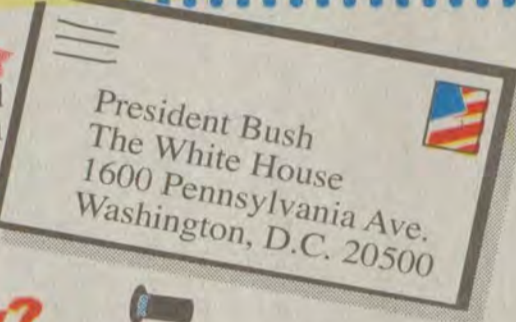 President Bush
The White House
1600 Pennsylvania Ave.
Washington, D.C. 20500
?